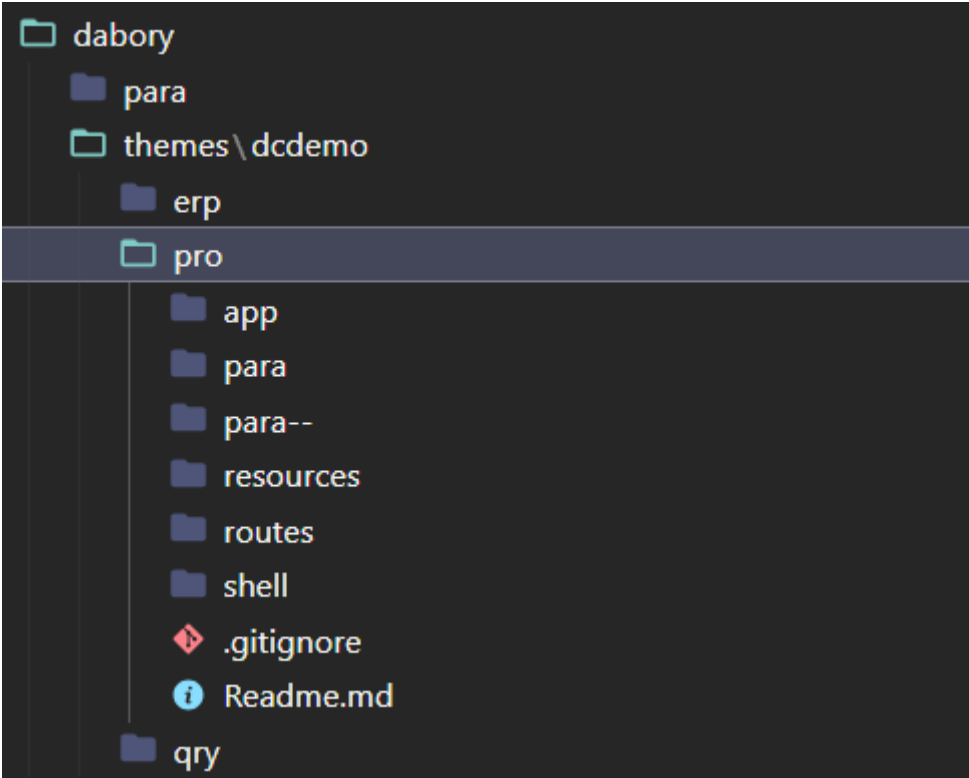 dabory
para
themes\dcdemo
erp
pro
app
para
para--
resources
routes
shell
.gitignore
Readme.md
qry